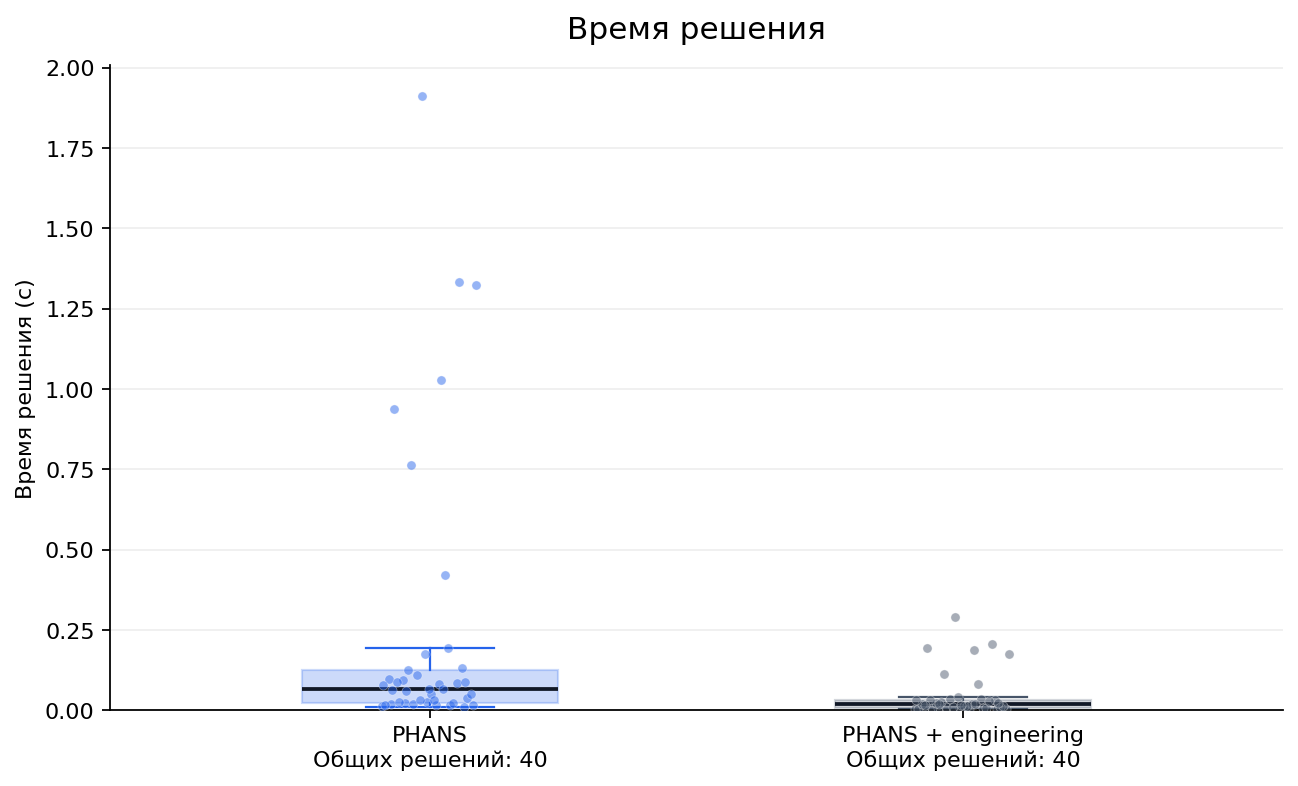 Время решения
Время решения (с)
2.00
1.75
1.50
1.25
1.00
0.75
0.50
0.25
0.00
PHANS
Общих решений: 40
PHANS + engineering
Общих решений: 40